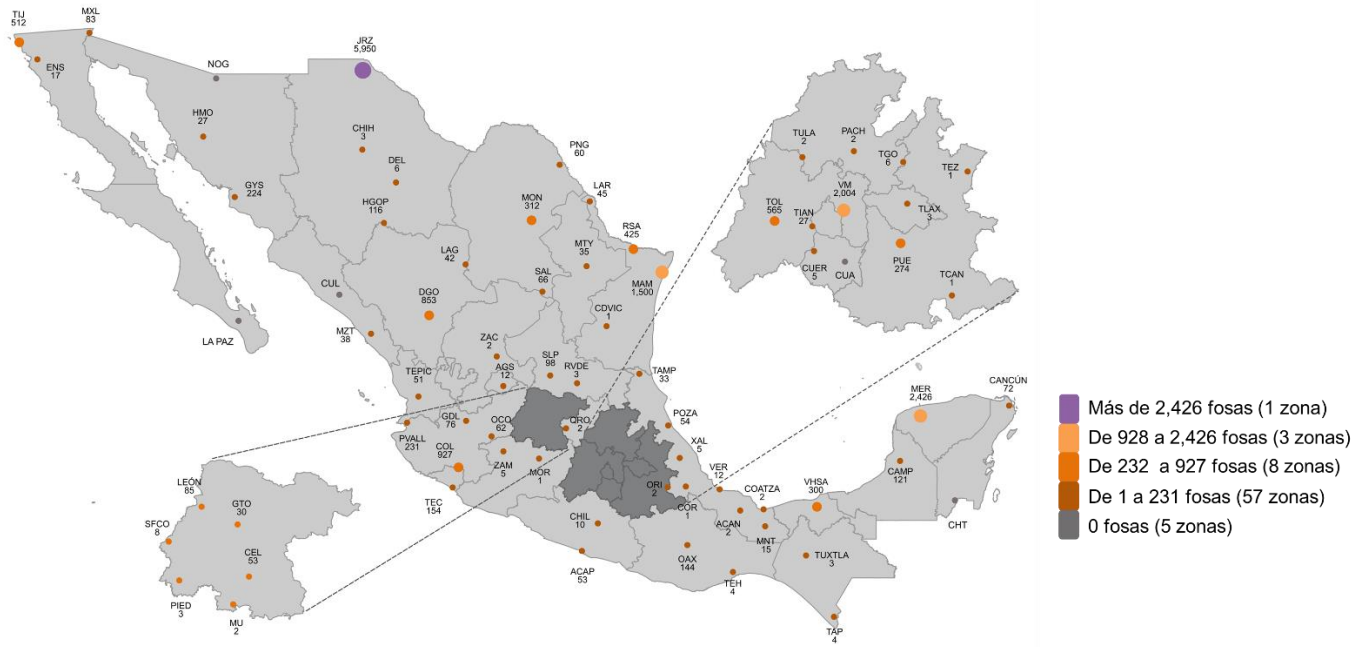 TIJ
512
MXL
83
ENS
17
NOG
JRZ
5,950
HMO
27
CHIH
3
DEL
6
GYS
224
HGOP
116
PNG
60
LAR
45
MON
312
RSA
425
MTY
35
LAG
42
SAL
66
MAM
1,500
CUL
DGO
853
CDVIC
1
LA PAZ
MZT
38
ZAC
2
SLP
98
RVDE
3
AGS
12
TEPIC
51
TAMP
33
GDL
76
OCO
62
QRO
2
POZA
54
PVALL
231
COL
927
ZAM
5
MOR
1
XAL
5
TEC
154
VER
12
ORI
2
COR
1
COATZA
2
VHSA
300
CHIL
10
ACAN
2
MNT
15
ACAP
53
OAX
144
TEH
4
TUXTLA
3
TAP
4
MER
2,426
CANCÚN
72
CAMP
121
CHT
TULA
2
PACH
2
TGO
6
TEZ
1
VM
2,004
TOL
565
TIAN
27
TLAX
3
CUER
5
CUA
PUE
274
TCAN
1
LEÓN
85
GTO
30
SFCO
8
CEL
53
PIED
3
MU
2
Más de 2,426 fosas (1 zona)
De 928 a 2,426 fosas (3 zonas)
De 232 a 927 fosas (8 zonas)
De 1 a 231 fosas (57 zonas)
0 fosas (5 zonas)